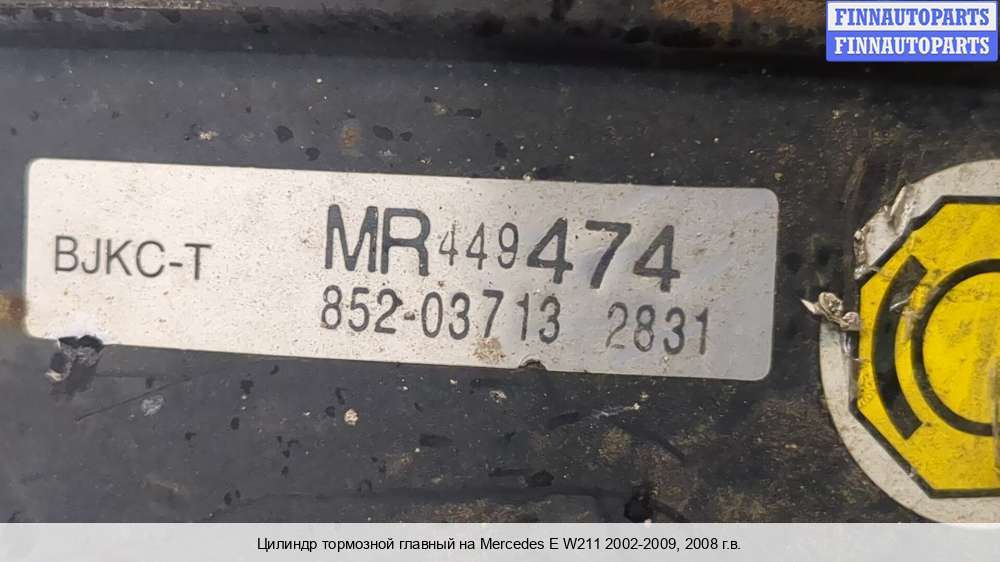 FINNAUTOPARTS
FINNAUTOPARTS
BJKC-T
MR449474
852-03713 2831
Цилиндр тормозной главный на Mercedes E W211 2002-2009, 2008 г.в.